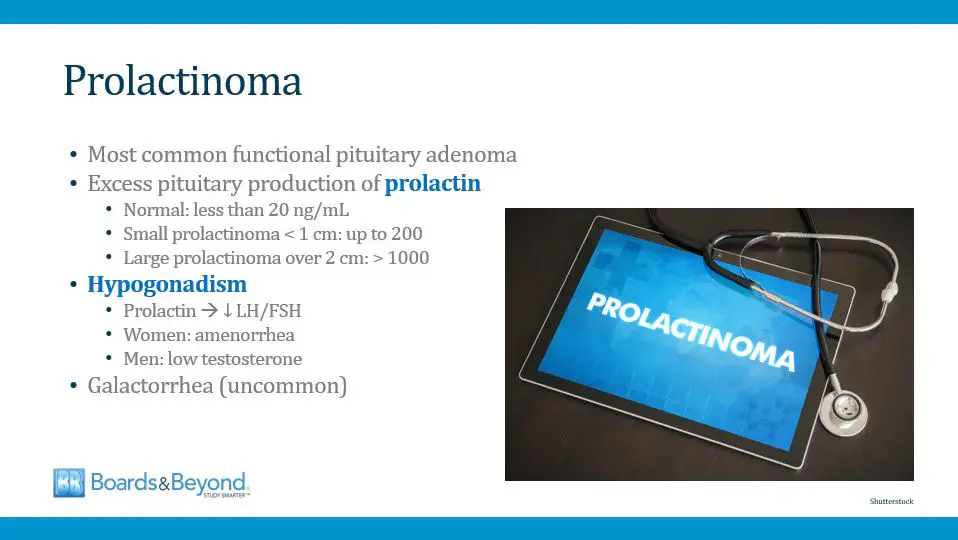 Prolactinoma
• Most common functional pituitary adenoma
• Excess pituitary production of prolactin
• Normal: less than 20 ng/mL
• Small prolactinoma < 1 cm: up to 200
• Large prolactinoma over 2 cm: > 1000
• Hypogonadism
• Prolactin → ↓ LH/FSH
• Women: amenorrhea
• Men: low testosterone
• Galactorrhea (uncommon)
PROLACTINOMA
BB Boards&Beyond®
STUDY SMARTER™
Shutterstock